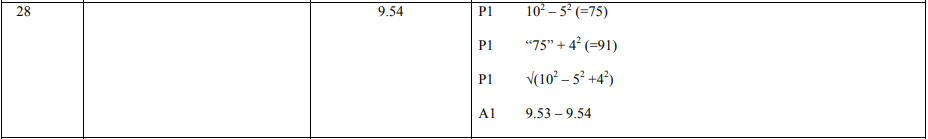 28 9.54 P1 10² – 5² (=75)
P1 “75” + 4² (=91)
P1 √(10² – 5² +4²)
A1 9.53 – 9.54